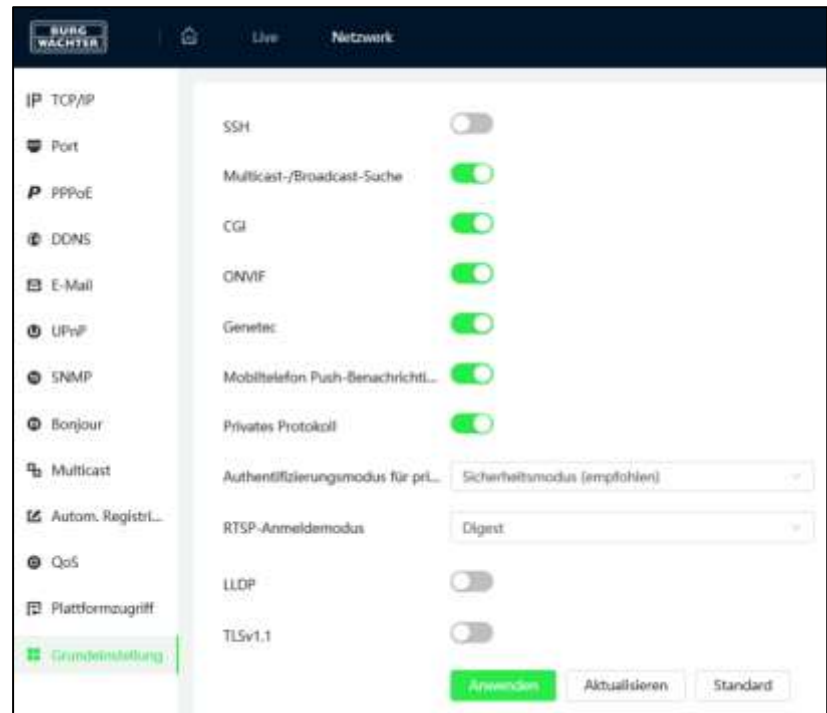 BURG
WÄCHTER
Live
Netzwerk
TCP/IP
Port
PPPoE
DDNS
E-Mail
UPnP
SNMP
Bonjour
Multicast
Autom. Registri...
QoS
Plattformzugriff
Grundeinstellung
SSH
Multicast-/Broadcast-Suche
CGI
ONVIF
Genetec
Mobiltelefon Push-Benachrichti...
Privates Protokoll
Authentifizierungsmodus für pri...
Sicherheitsmodus (empfohlen)
RTSP-Anmeldemodus
Digest
LLDP
TLSv1.1
Anwenden
Aktualisieren
Standard